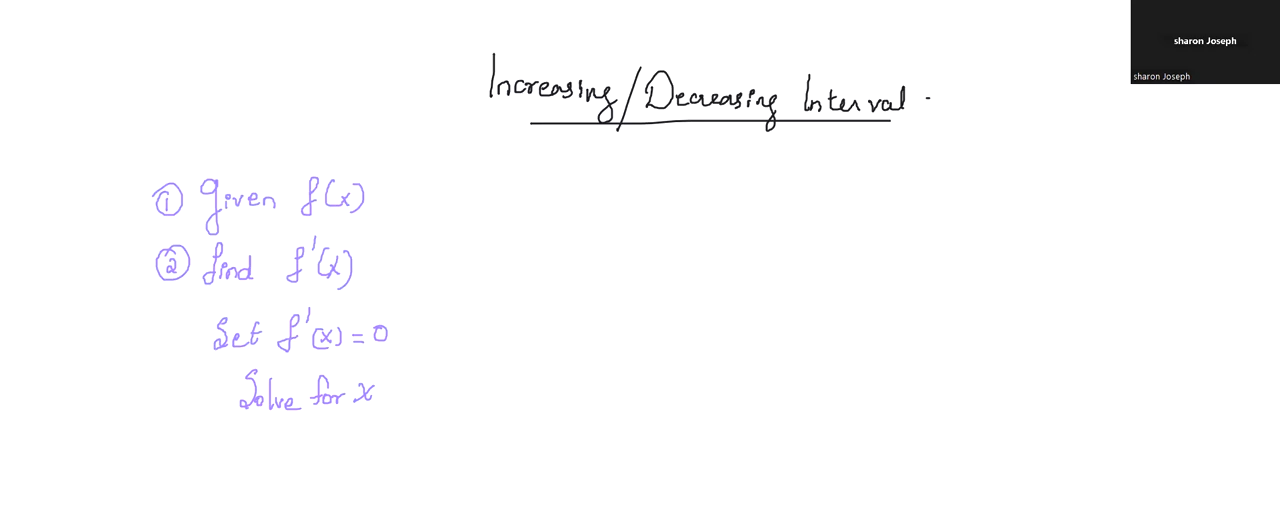 sharon Joseph
sharon Joseph
Increasing/Decreasing Interval.
① Given f(x)
② find f'(x)
Set f'(x) = 0
Solve for x